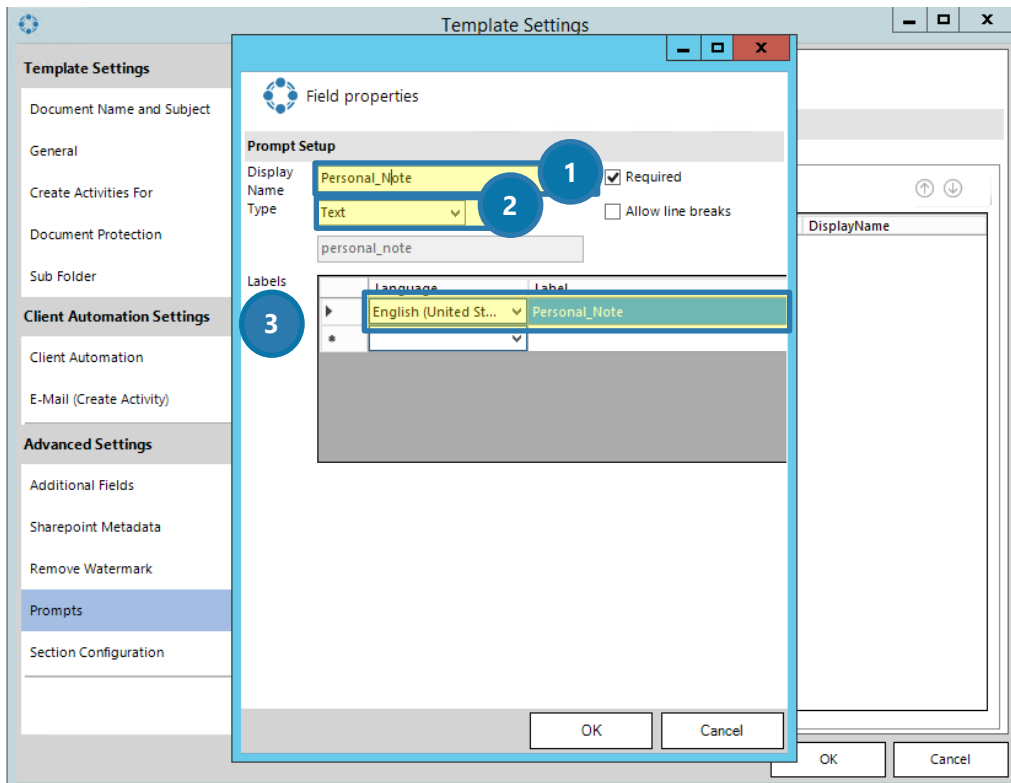 Template Settings
Template Settings
Document Name and Subject
General
Create Activities For
Document Protection
Sub Folder
Client Automation Settings
Client Automation
E-Mail (Create Activity)
Advanced Settings
Additional Fields
Sharepoint Metadata
Remove Watermark
Prompts
Section Configuration
Field properties
Prompt Setup
Display Name
Personal_Note
1
Required
Type
Text
2
Allow line breaks
personal_note
Labels
Language Label
3
English (United St... Personal_Note
OK Cancel
DisplayName
OK Cancel